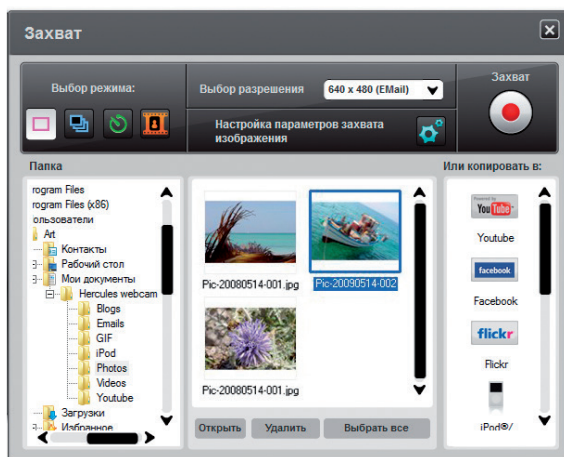 Захват
Выбор режима:
Выбор разрешения
640 x 480 (EMail)
Захват
Настройка параметров захвата
изображения
Папка
Или копировать в:
rogram Files
rogram Files (x86)
ользователи
Art
Контакты
Рабочий стол
Мои документы
Hercules webcam
Blogs
Emails
GIF
iPod
Photos
Videos
Youtube
Загрузки
Избранное
Pic-20080514-001.jpg
Pic-20090514-002
Pic-20080514-001.jpg
Открыть
Удалить
Выбрать все
Powered by
YouTube
Youtube
facebook
Facebook
flickr
Flickr
iPod®/